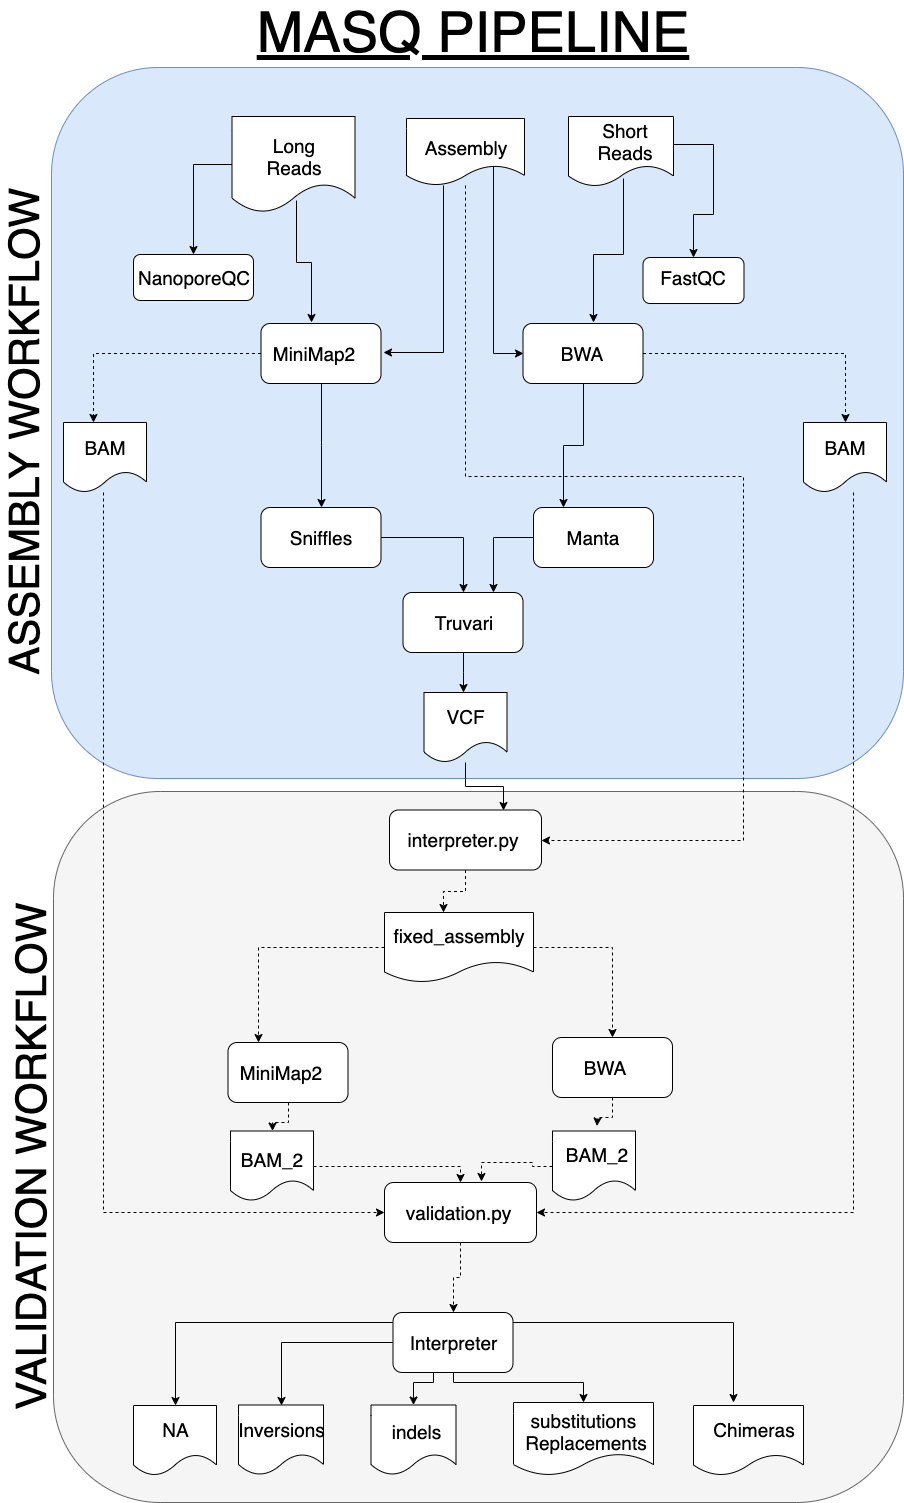 MASQ PIPELINE
ASSEMBLY WORKFLOW
Long
Reads
Assembly
Short
Reads
NanoporeQC
FastQC
MiniMap2
BWA
BAM
BAM
Sniffles
Manta
Truvari
VCF
VALIDATION WORKFLOW
interpreter.py
fixed_assembly
MiniMap2
BWA
BAM_2
BAM_2
validation.py
Interpreter
NA
Inversions
indels
substitutions
Replacements
Chimeras